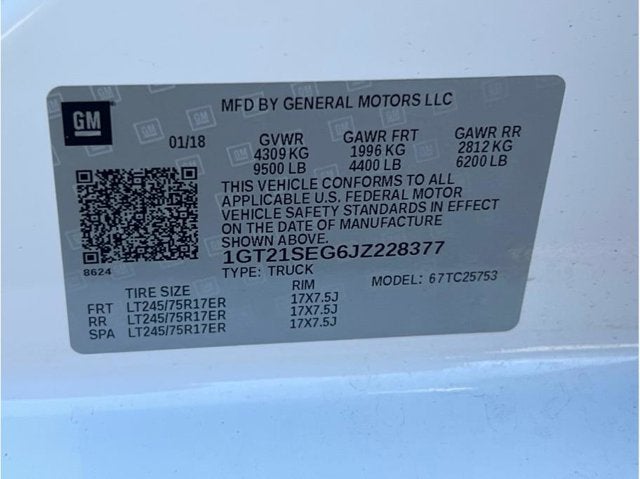 MFD BY GENERAL MOTORS LLC
GM
01/18 GVWR GAWR FRT GAWR RR
4309 KG 1996 KG 2812 KG
9500 LB 4400 LB 6200 LB
THIS VEHICLE CONFORMS TO ALL
APPLICABLE U.S. FEDERAL MOTOR
VEHICLE SAFETY STANDARDS IN EFFECT
ON THE DATE OF MANUFACTURE
SHOWN ABOVE.
8624
1GT21SEG6JZ228377
TYPE: TRUCK MODEL: 67TC25753
TIRE SIZE RIM
FRT LT245/75R17ER 17X7.5J
RR LT245/75R17ER 17X7.5J
SPA LT245/75R17ER 17X7.5J